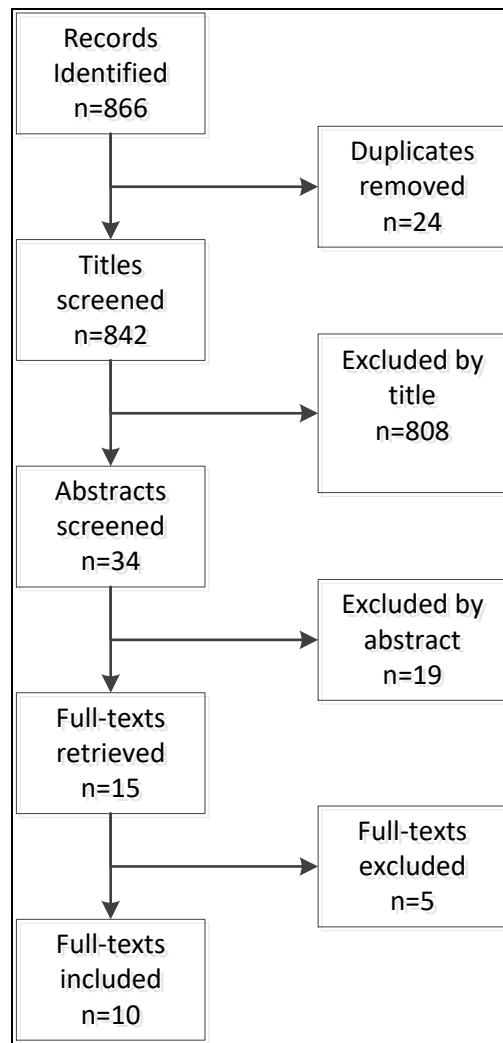 Records
Identified
n=866
Duplicates
removed
n=24
Titles
screened
n=842
Excluded by
title
n=808
Abstracts
screened
n=34
Excluded by
abstract
n=19
Full-texts
retrieved
n=15
Full-texts
excluded
n=5
Full-texts
included
n=10